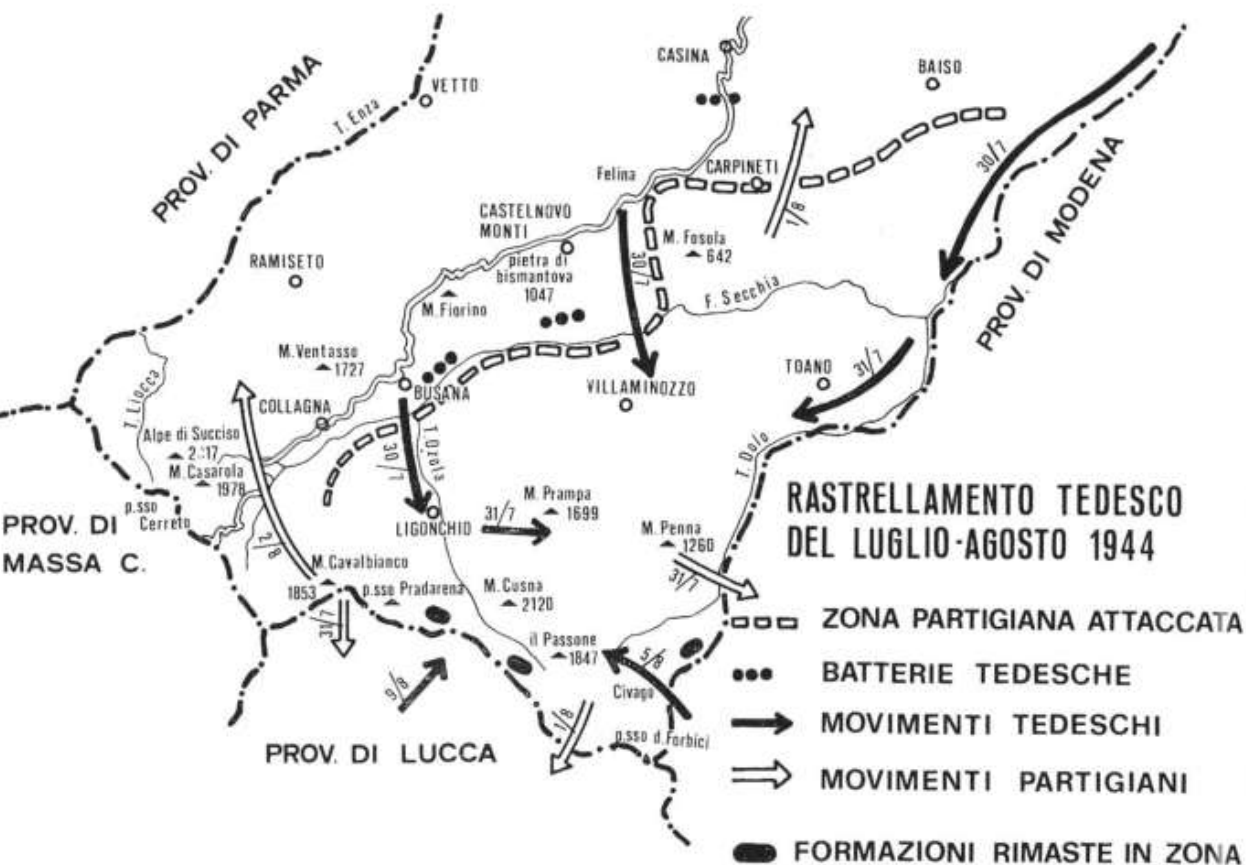 CASINA
BAISO
VETTO
PROV. DI PARMA
T. Enza
30/7
Felina
CARPINETI
1/8
PROV. DI MODENA
CASTELNOVO
MONTI
M. Fosola
642
RAMISETO
pietra di
bismantova
1047
30/7
F. Secchia
M. Fiorino
M. Ventasso
1727
TOANO
31/7
BUSANA
VILLAMINOZZO
T. Liocca
COLLAGNA
Alpe di Succiso
M. Casarola
1978
T. Ozola
30/7
T. Dolo
p.sso
Cerreto
M. Prampa
1699
31/7
LIGONCHIO
RASTRELLAMENTO TEDESCO
DEL LUGLIO-AGOSTO 1944
PROV. DI
MASSA C.
2/8
M. Penna
1260
31/7
M. Cavalbianco
1853
p.sso Pradarena
M. Cusna
2120
31/7
ZONA PARTIGIANA ATTACCATA
il Passone
1847
5/8
BATTERIE TEDESCHE
Civago
MOVIMENTI TEDESCHI
1/8
p.sso d. Forbici
PROV. DI LUCCA
MOVIMENTI PARTIGIANI
FORMAZIONI RIMASTE IN ZONA